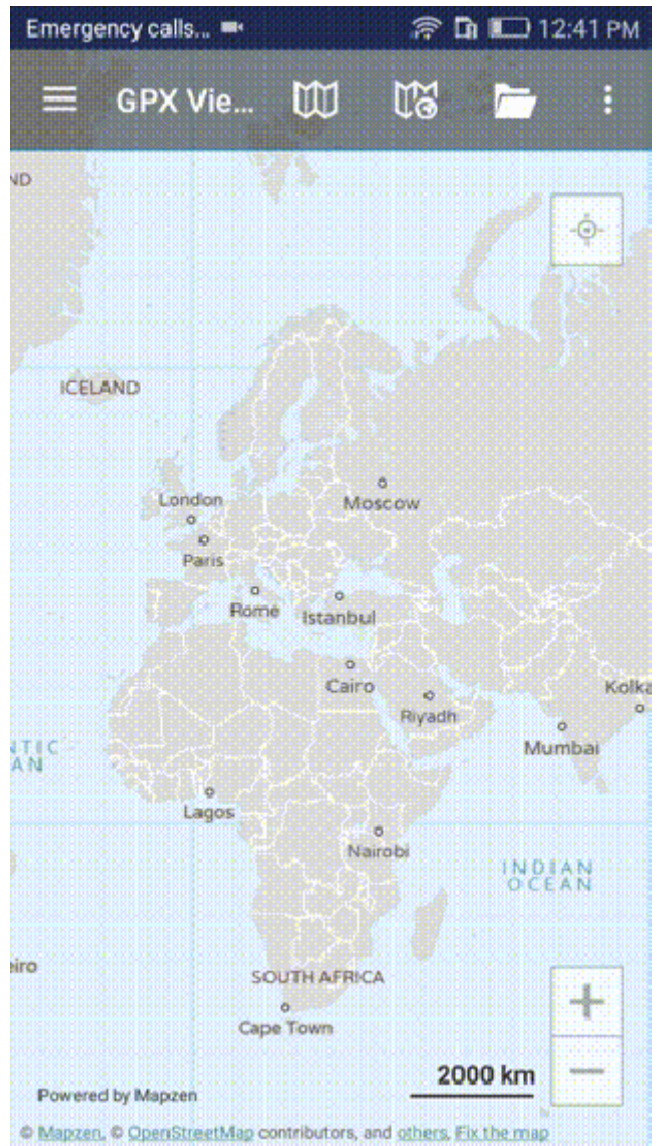 Emergency calls...
12:41 PM
GPX Vie...
ND
ICELAND
London
Moscow
Paris
Rome
Istanbul
Cairo
Riyadh
Kolka
Mumbai
NTIC
AN
Lagos
Nairobi
INDIAN
OCEAN
eiro
SOUTH AFRICA
Cape Town
2000 km
Powered by Mapzen
© Mapzen, © OpenStreetMap contributors, and others, Fix the map